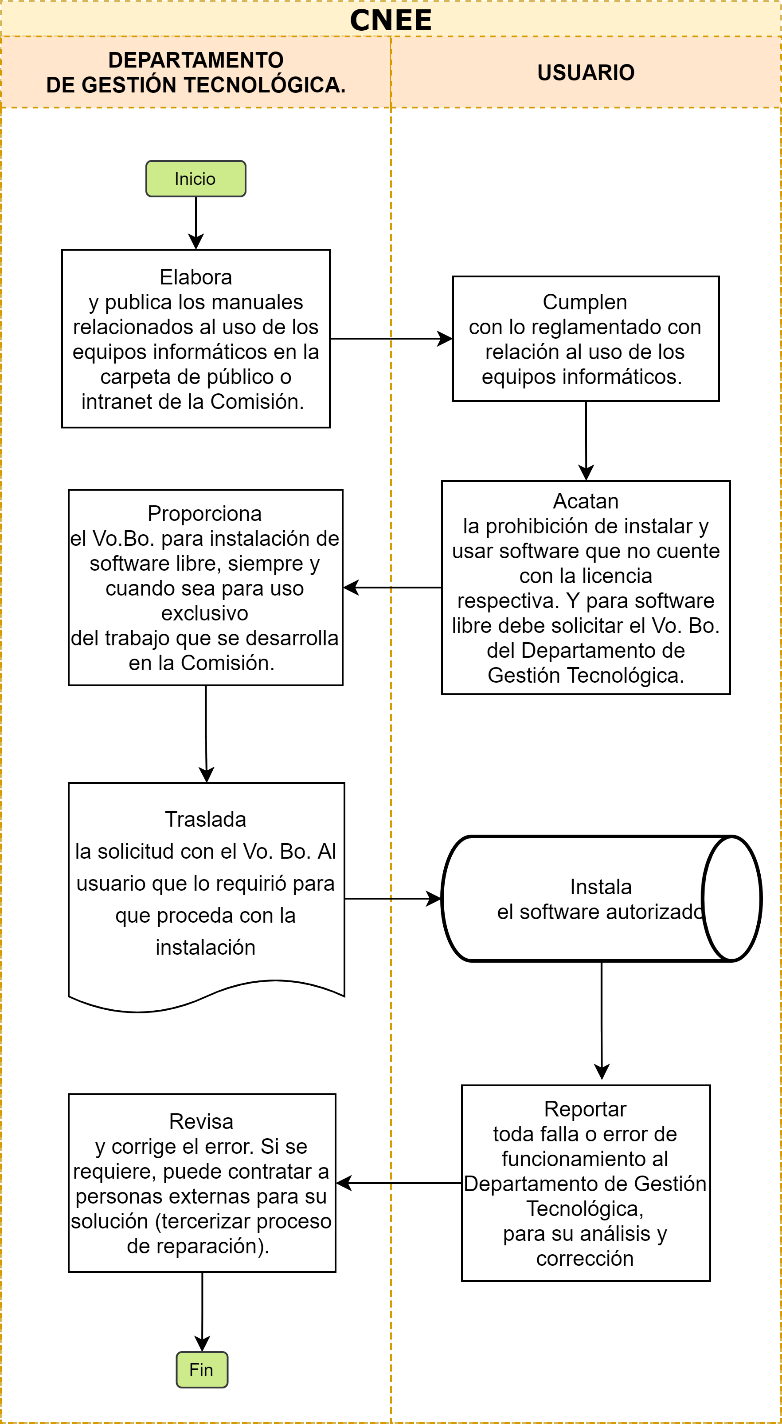 CNEE
DEPARTAMENTO
DE GESTIÓN TECNOLÓGICA.
USUARIO
Inicio
Elabora
y publica los manuales
relacionados al uso de los
equipos informáticos en la
carpeta de público o
intranet de la Comisión.
Cumplen
con lo reglamentado con
relación al uso de los
equipos informáticos.
Acatan
la prohibición de instalar y
usar software que no cuente
con la licencia
respectiva. Y para software
libre debe solicitar el Vo. Bo.
del Departamento de
Gestión Tecnológica.
Proporciona
el Vo.Bo. para instalación de
software libre, siempre y
cuando sea para uso
exclusivo
del trabajo que se desarrolla
en la Comisión.
Traslada
la solicitud con el Vo. Bo. Al
usuario que lo requirió para
que proceda con la
instalación
Instala
el software autorizado
Reportar
toda falla o error de
funcionamiento al
Departamento de Gestión
Tecnológica,
para su análisis y
corrección
Revisa
y corrige el error. Si se
requiere, puede contratar a
personas externas para su
solución (tercerizar proceso
de reparación).
Fin